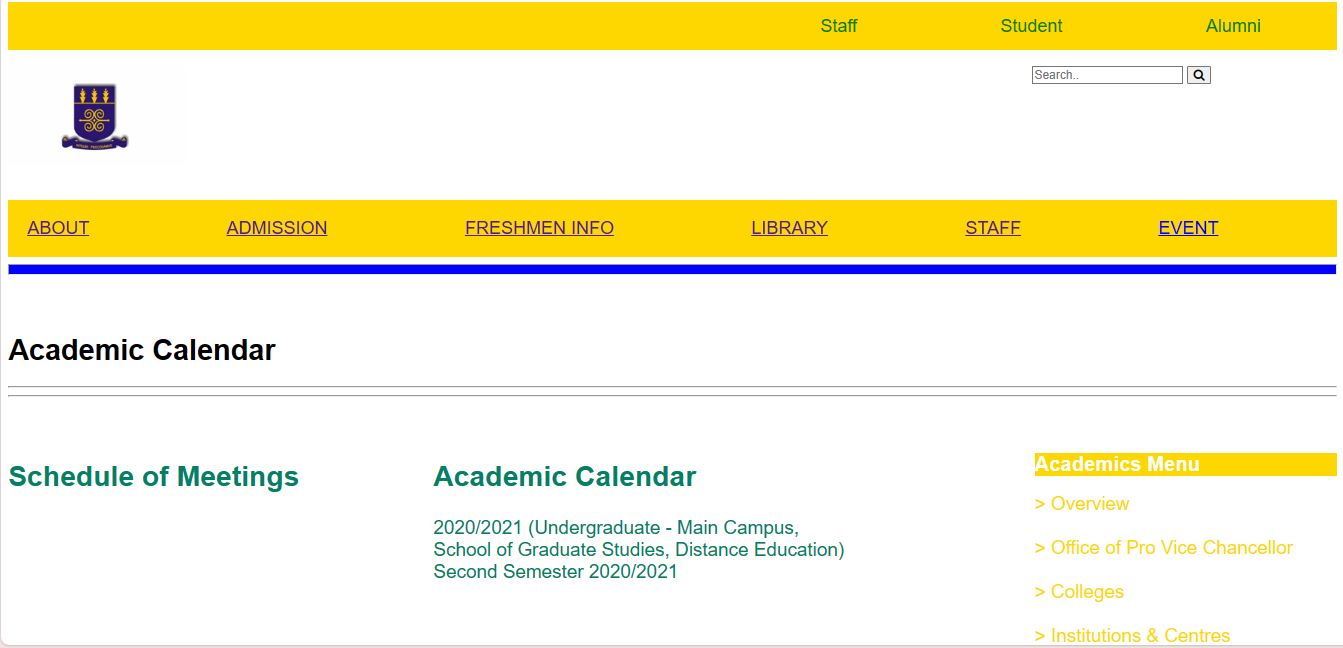 Staff Student Alumni
Search..
ABOUT ADMISSION FRESHMEN INFO LIBRARY STAFF EVENT
Academic Calendar
Schedule of Meetings
Academic Calendar
2020/2021 (Undergraduate - Main Campus,
School of Graduate Studies, Distance Education)
Second Semester 2020/2021
Academics Menu
> Overview
> Office of Pro Vice Chancellor
> Colleges
> Institutions & Centres